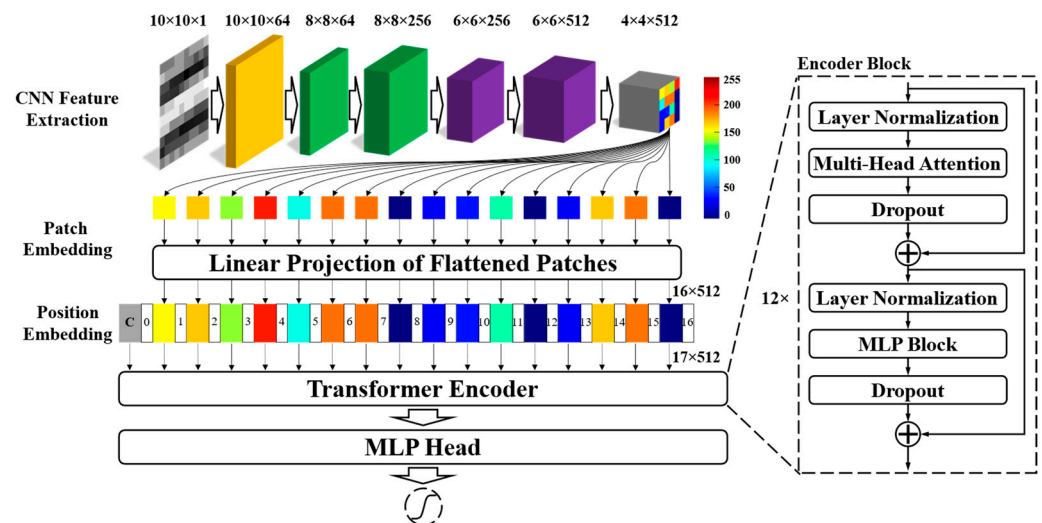 10×10×1 10×10×64 8×8×64 8×8×256 6×6×256 6×6×512 4×4×512
CNN Feature
Extraction
255
200
150
100
50
0
Patch
Embedding
Linear Projection of Flattened Patches
16×512
Position
Embedding
C 0 1 2 3 4 5 6 7 8 9 10 11 12 13 14 15 16
17×512
Transformer Encoder
MLP Head
Encoder Block
Layer Normalization
Multi-Head Attention
Dropout
12×
Layer Normalization
MLP Block
Dropout